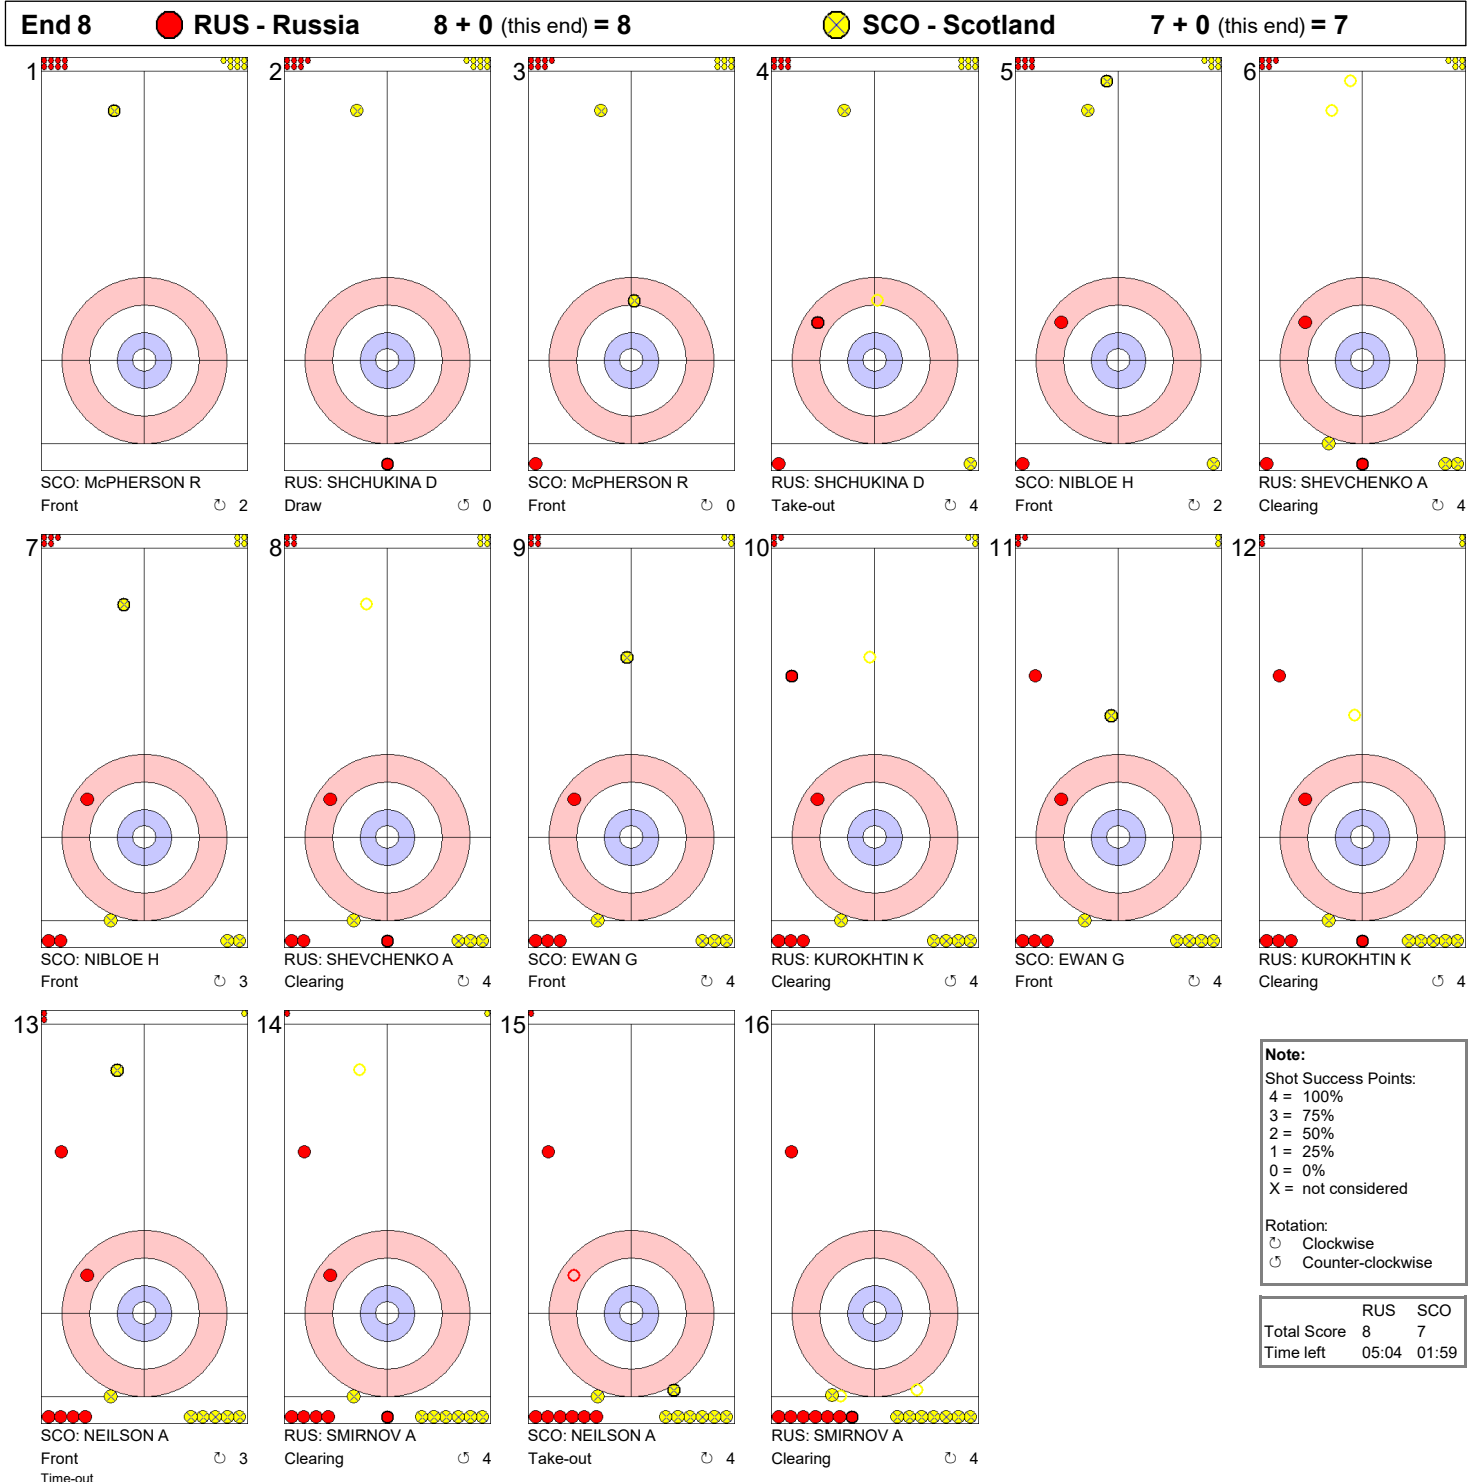 End 8 RUS - Russia 8 + 0 (this end) = 8 SCO - Scotland 7 + 0 (this end) = 7
1 2 3 4 5 6
SCO: McPHERSON R RUS: SHCHUKINA D SCO: McPHERSON R RUS: SHCHUKINA D SCO: NIBLOE H RUS: SHEVCHENKO A
Front ↻ 2 Draw ↺ 0 Front ↻ 0 Take-out ↻ 4 Front ↻ 2 Clearing ↻ 4
7 8 9 10 11 12
SCO: NIBLOE H RUS: SHEVCHENKO A SCO: EWAN G RUS: KUROKHTIN K SCO: EWAN G RUS: KUROKHTIN K
Front ↻ 3 Clearing ↻ 4 Front ↻ 4 Clearing ↺ 4 Front ↻ 4 Clearing ↺ 4
13 14 15 16
SCO: NEILSON A RUS: SMIRNOV A SCO: NEILSON A RUS: SMIRNOV A
Front ↻ 3 Clearing ↺ 4 Take-out ↻ 4 Clearing ↺ 4
Time-out
Note:
Shot Success Points:
4 = 100%
3 = 75%
2 = 50%
1 = 25%
0 = 0%
X = not considered
Rotation:
↻ Clockwise
↺ Counter-clockwise
RUS SCO
Total Score 8 7
Time left 05:04 01:59